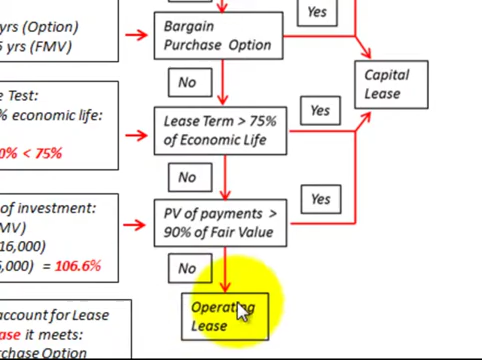 Yes
yrs (Option)
yrs (FMV)
Bargain
Purchase Option
No
Capital
Lease
Test:
% economic life:
0% < 75%
Lease Term > 75%
of Economic Life
Yes
No
of investment:
MV)
16,000)
6,000) = 106.6%
PV of payments >
90% of Fair Value
Yes
No
Operating
Lease
account for Lease
ase it meets:
rchase Option